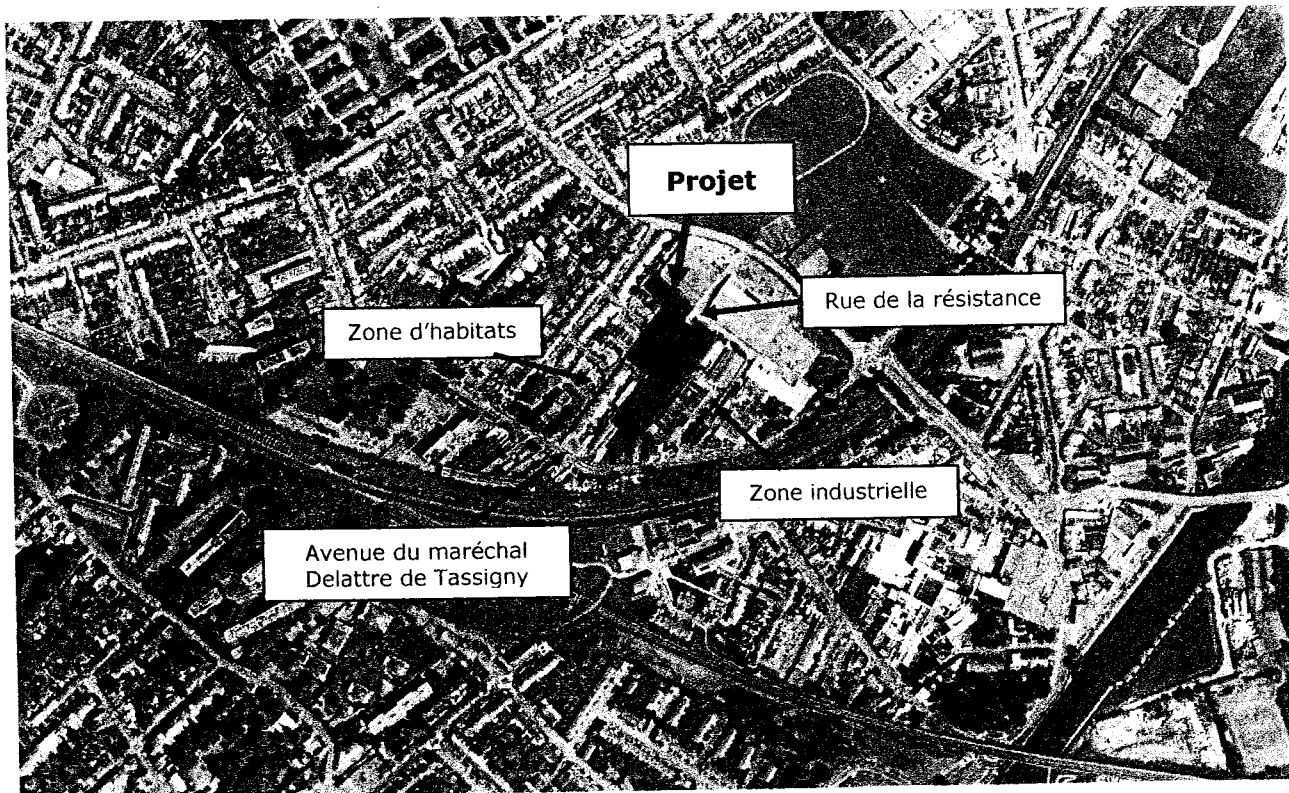 Projet
Rue de la résistance
Zone d'habitats
Zone industrielle
Avenue du maréchal
Delattre de Tassigny